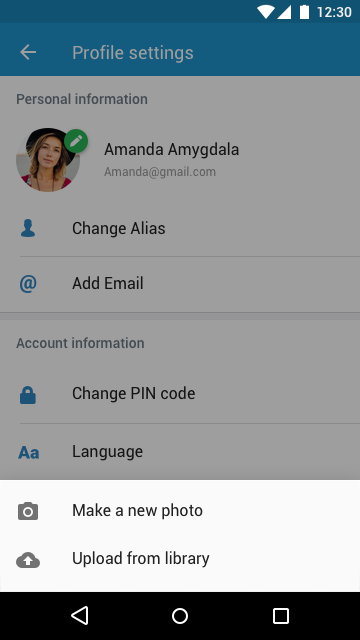 12:30
Profile settings
Personal information
Amanda Amygdala
Amanda@gmail.com
Change Alias
@ Add Email
Account information
Change PIN code
Aa Language
Make a new photo
Upload from library